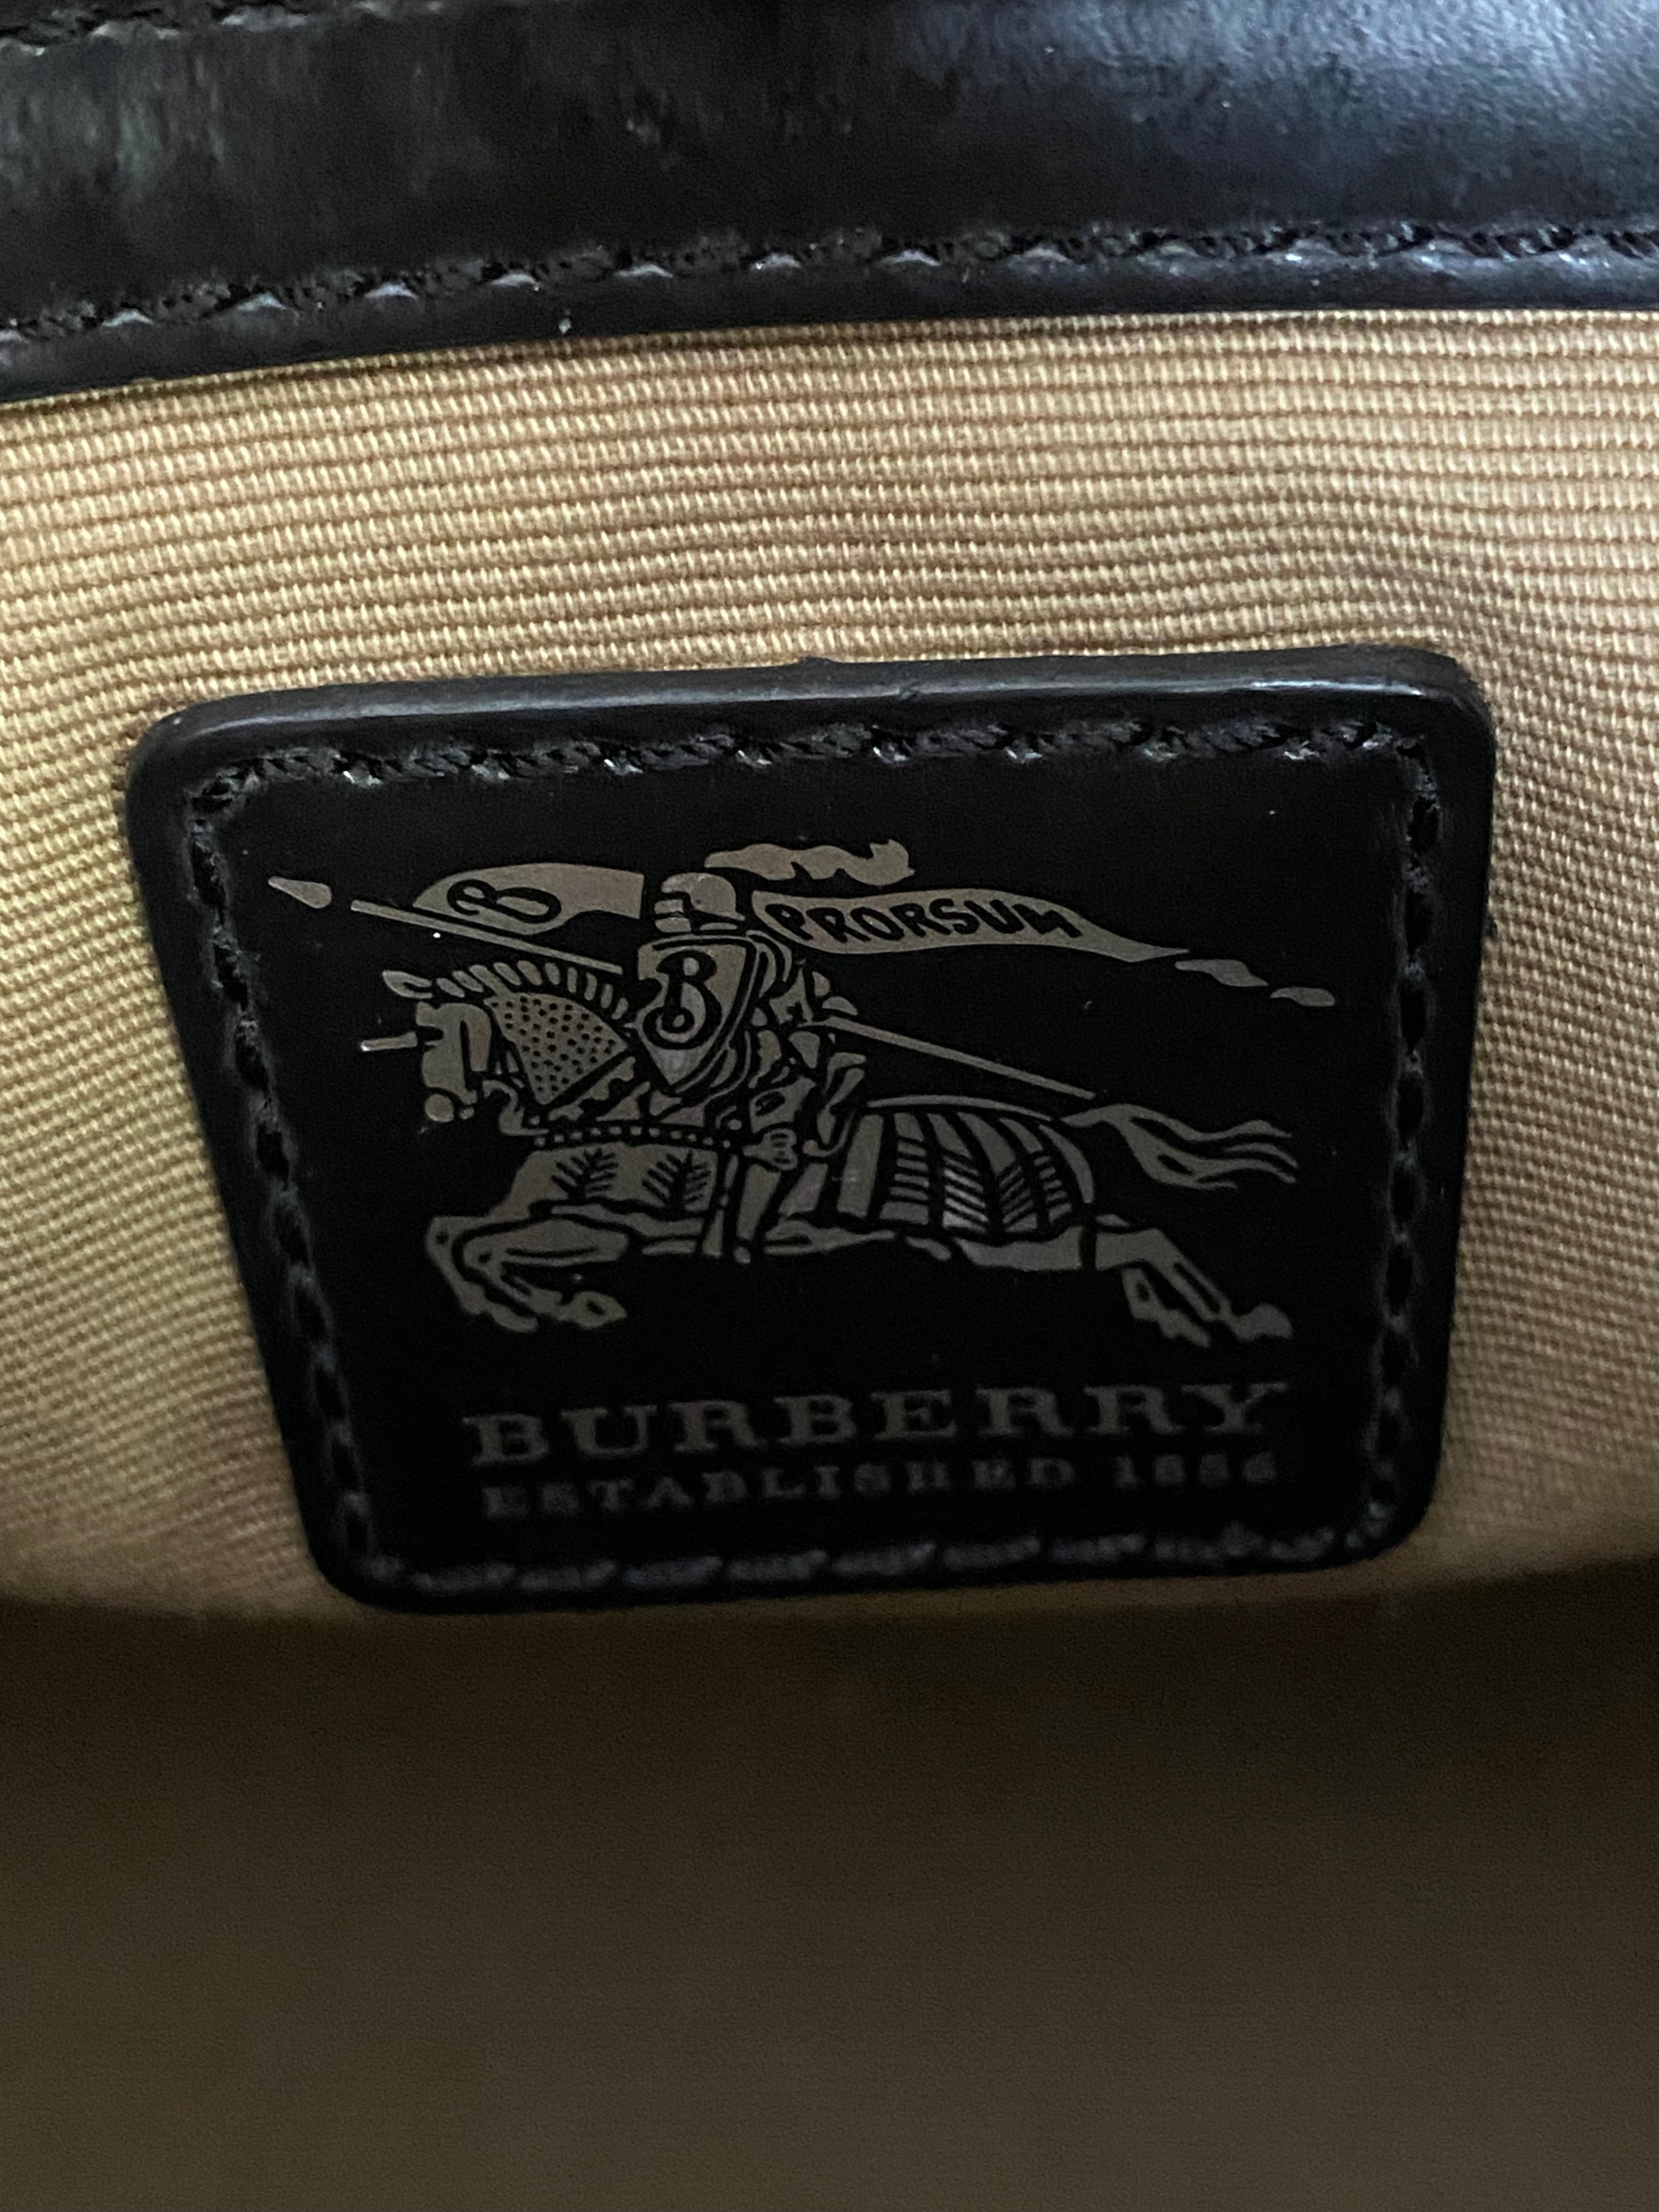 B
PRORSUM
B
BURBERRY
ESTABLISHED 1856